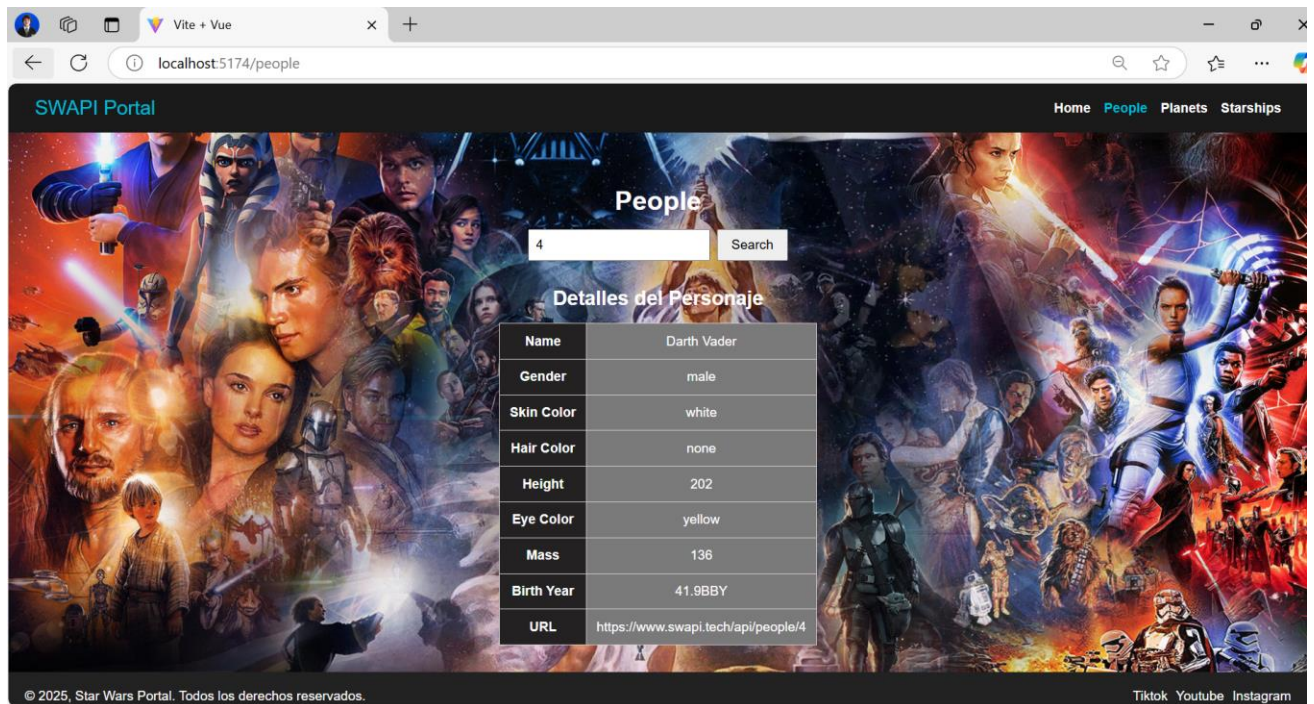 Vite + Vue
localhost:5174/people
SWAPI Portal
Home People Planets Starships
People
4 Search
Detalles del Personaje
Name Darth Vader
Gender male
Skin Color white
Hair Color none
Height 202
Eye Color yellow
Mass 136
Birth Year 41.9BBY
URL https://www.swapi.tech/api/people/4
© 2025, Star Wars Portal. Todos los derechos reservados.
Tiktok Youtube Instagram